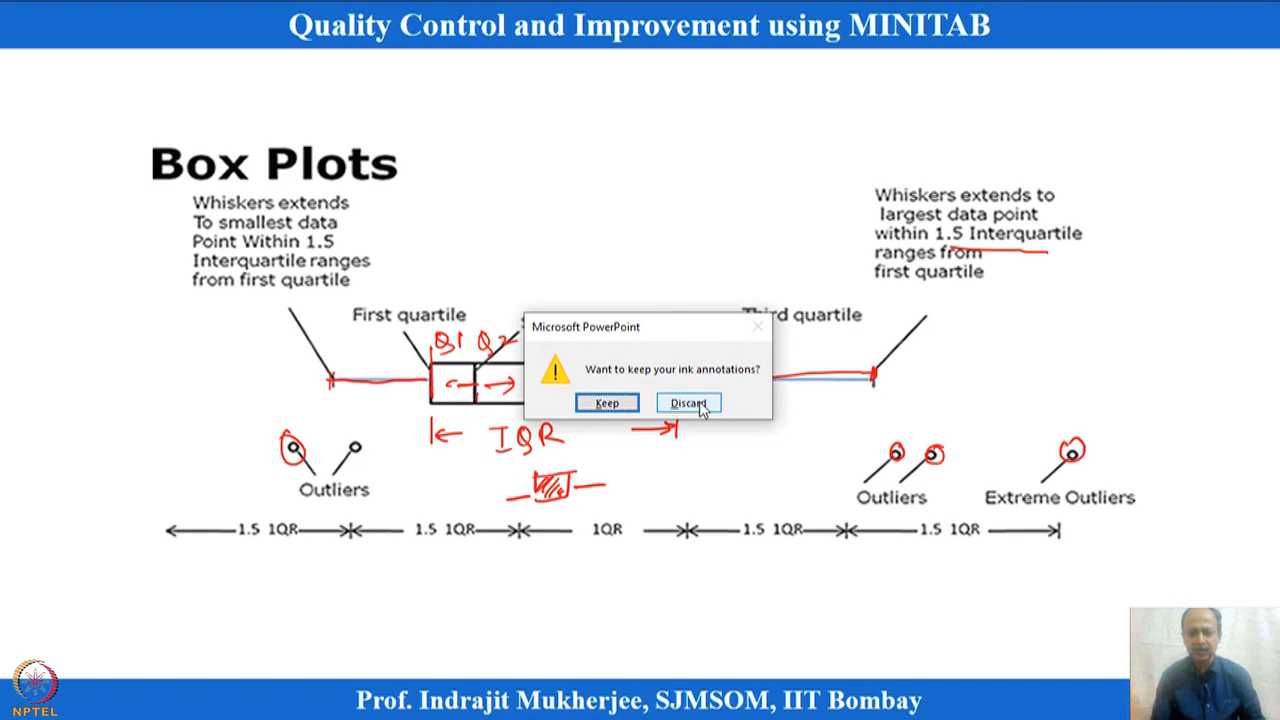 Quality Control and Improvement using MINITAB
Box Plots
Whiskers extends
To smallest data
Point Within 1.5
Interquartile ranges
from first quartile
Whiskers extends to
largest data point
within 1.5 Interquartile
ranges from
first quartile
First quartile
Third quartile
Q1 Q2
Microsoft PowerPoint
Want to keep your ink annotations?
Keep Discard
IQR
Outliers
Outliers
Extreme Outliers
1.5 1QR 1.5 1QR 1QR 1.5 1QR 1.5 1QR
NPTEL
Prof. Indrajit Mukherjee, SJMSOM, IIT Bombay